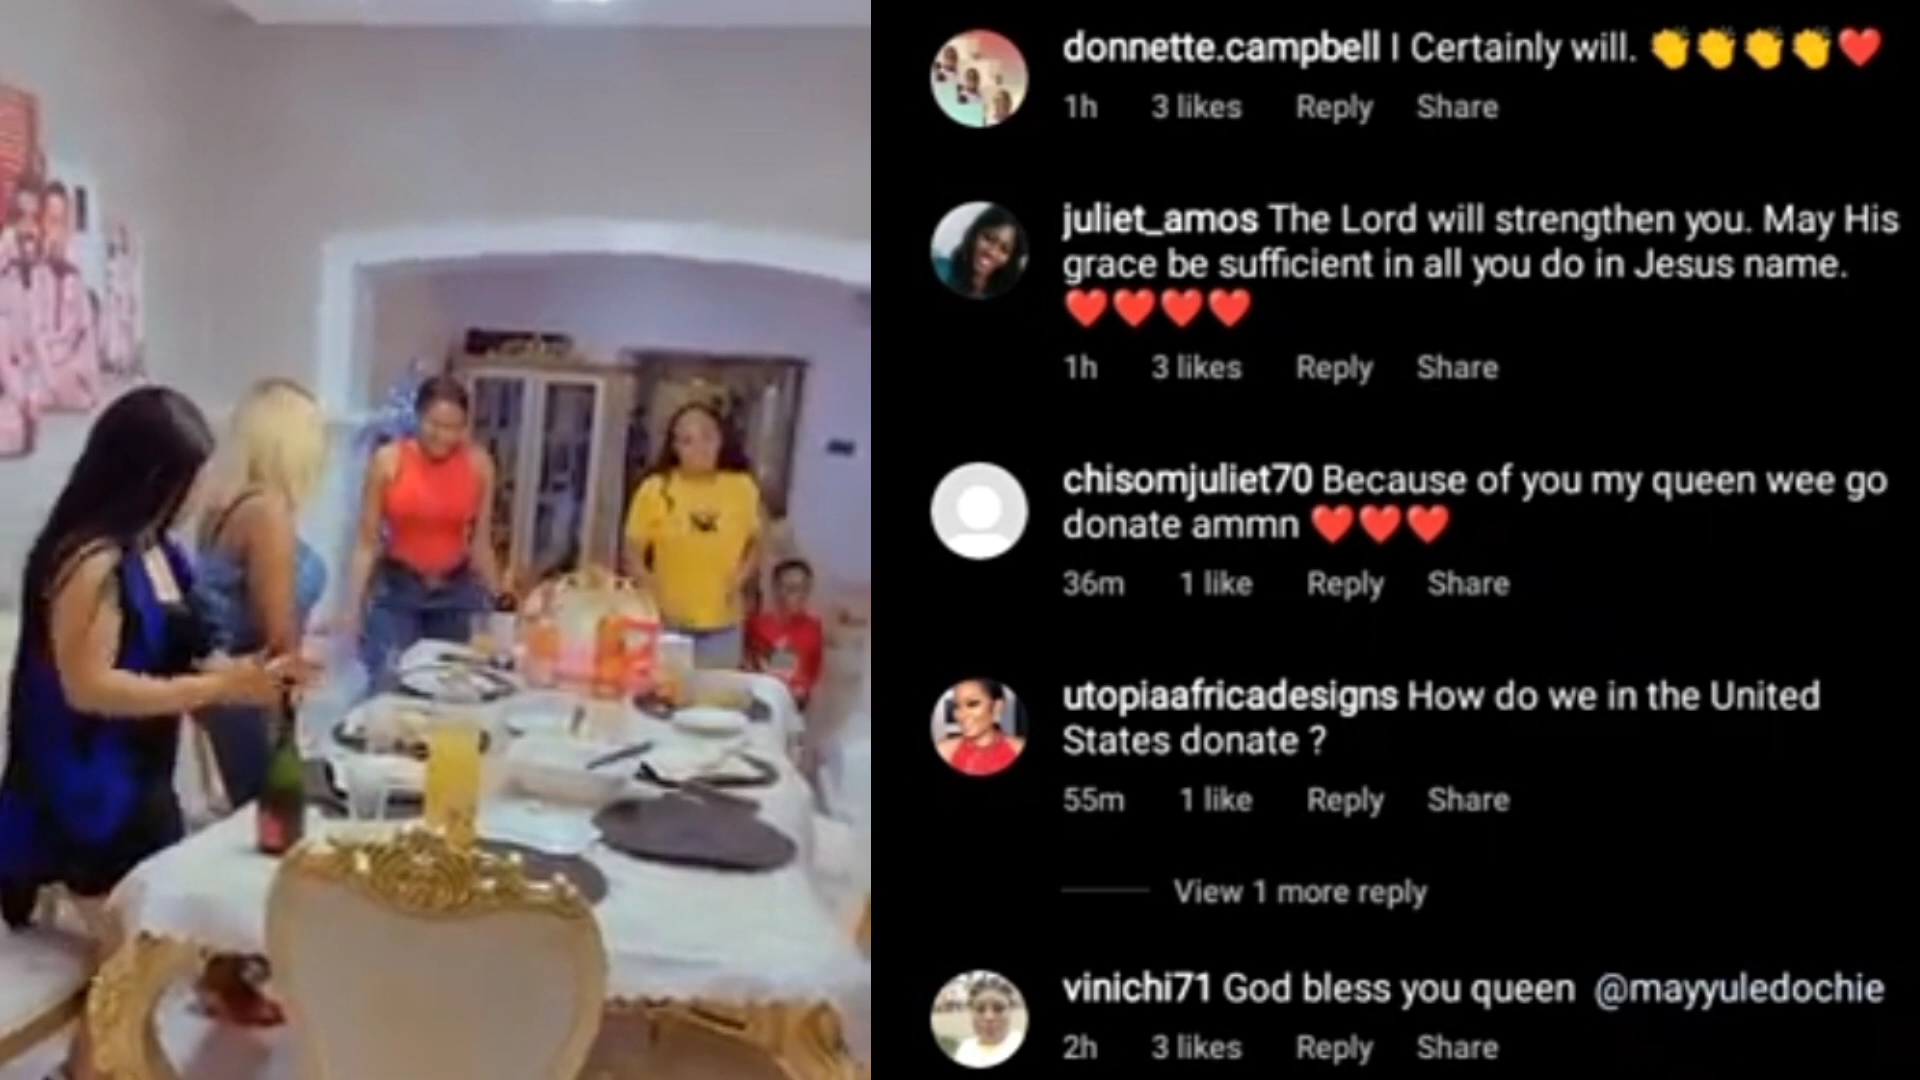 donnette.campbell I Certainly will. 👏👏👏👏❤️
1h 3 likes Reply Share
juliet_amos The Lord will strengthen you. May His
grace be sufficient in all you do in Jesus name.
❤️❤️❤️❤️
1h 3 likes Reply Share
chisomjuliet70 Because of you my queen wee go
donate ammn ❤️❤️❤️
36m 1 like Reply Share
utopiaafricadesigns How do we in the United
States donate ?
55m 1 like Reply Share
View 1 more reply
vinichi71 God bless you queen @mayyuledochie
2h 3 likes Reply Share